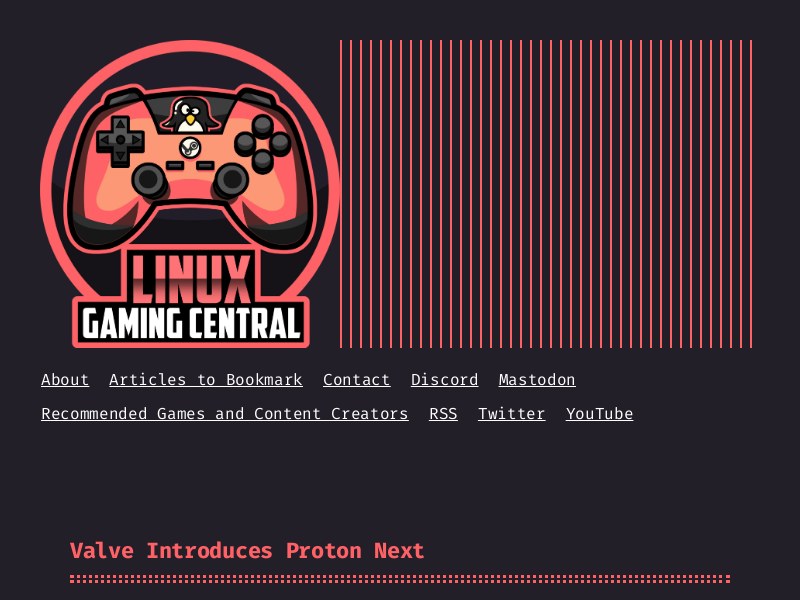 LINUX
GAMING CENTRAL
About Articles to Bookmark Contact Discord Mastodon
Recommended Games and Content Creators RSS Twitter YouTube
Valve Introduces Proton Next